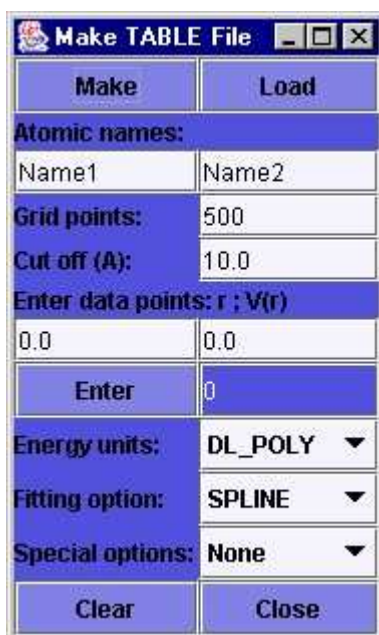 Make TABLE File
Make Load
Atomic names:
Name1 Name2
Grid points: 500
Cut off (A): 10.0
Enter data points: r ; V(r)
0.0 0.0
Enter 0
Energy units: DL_POLY
Fitting option: SPLINE
Special options: None
Clear Close